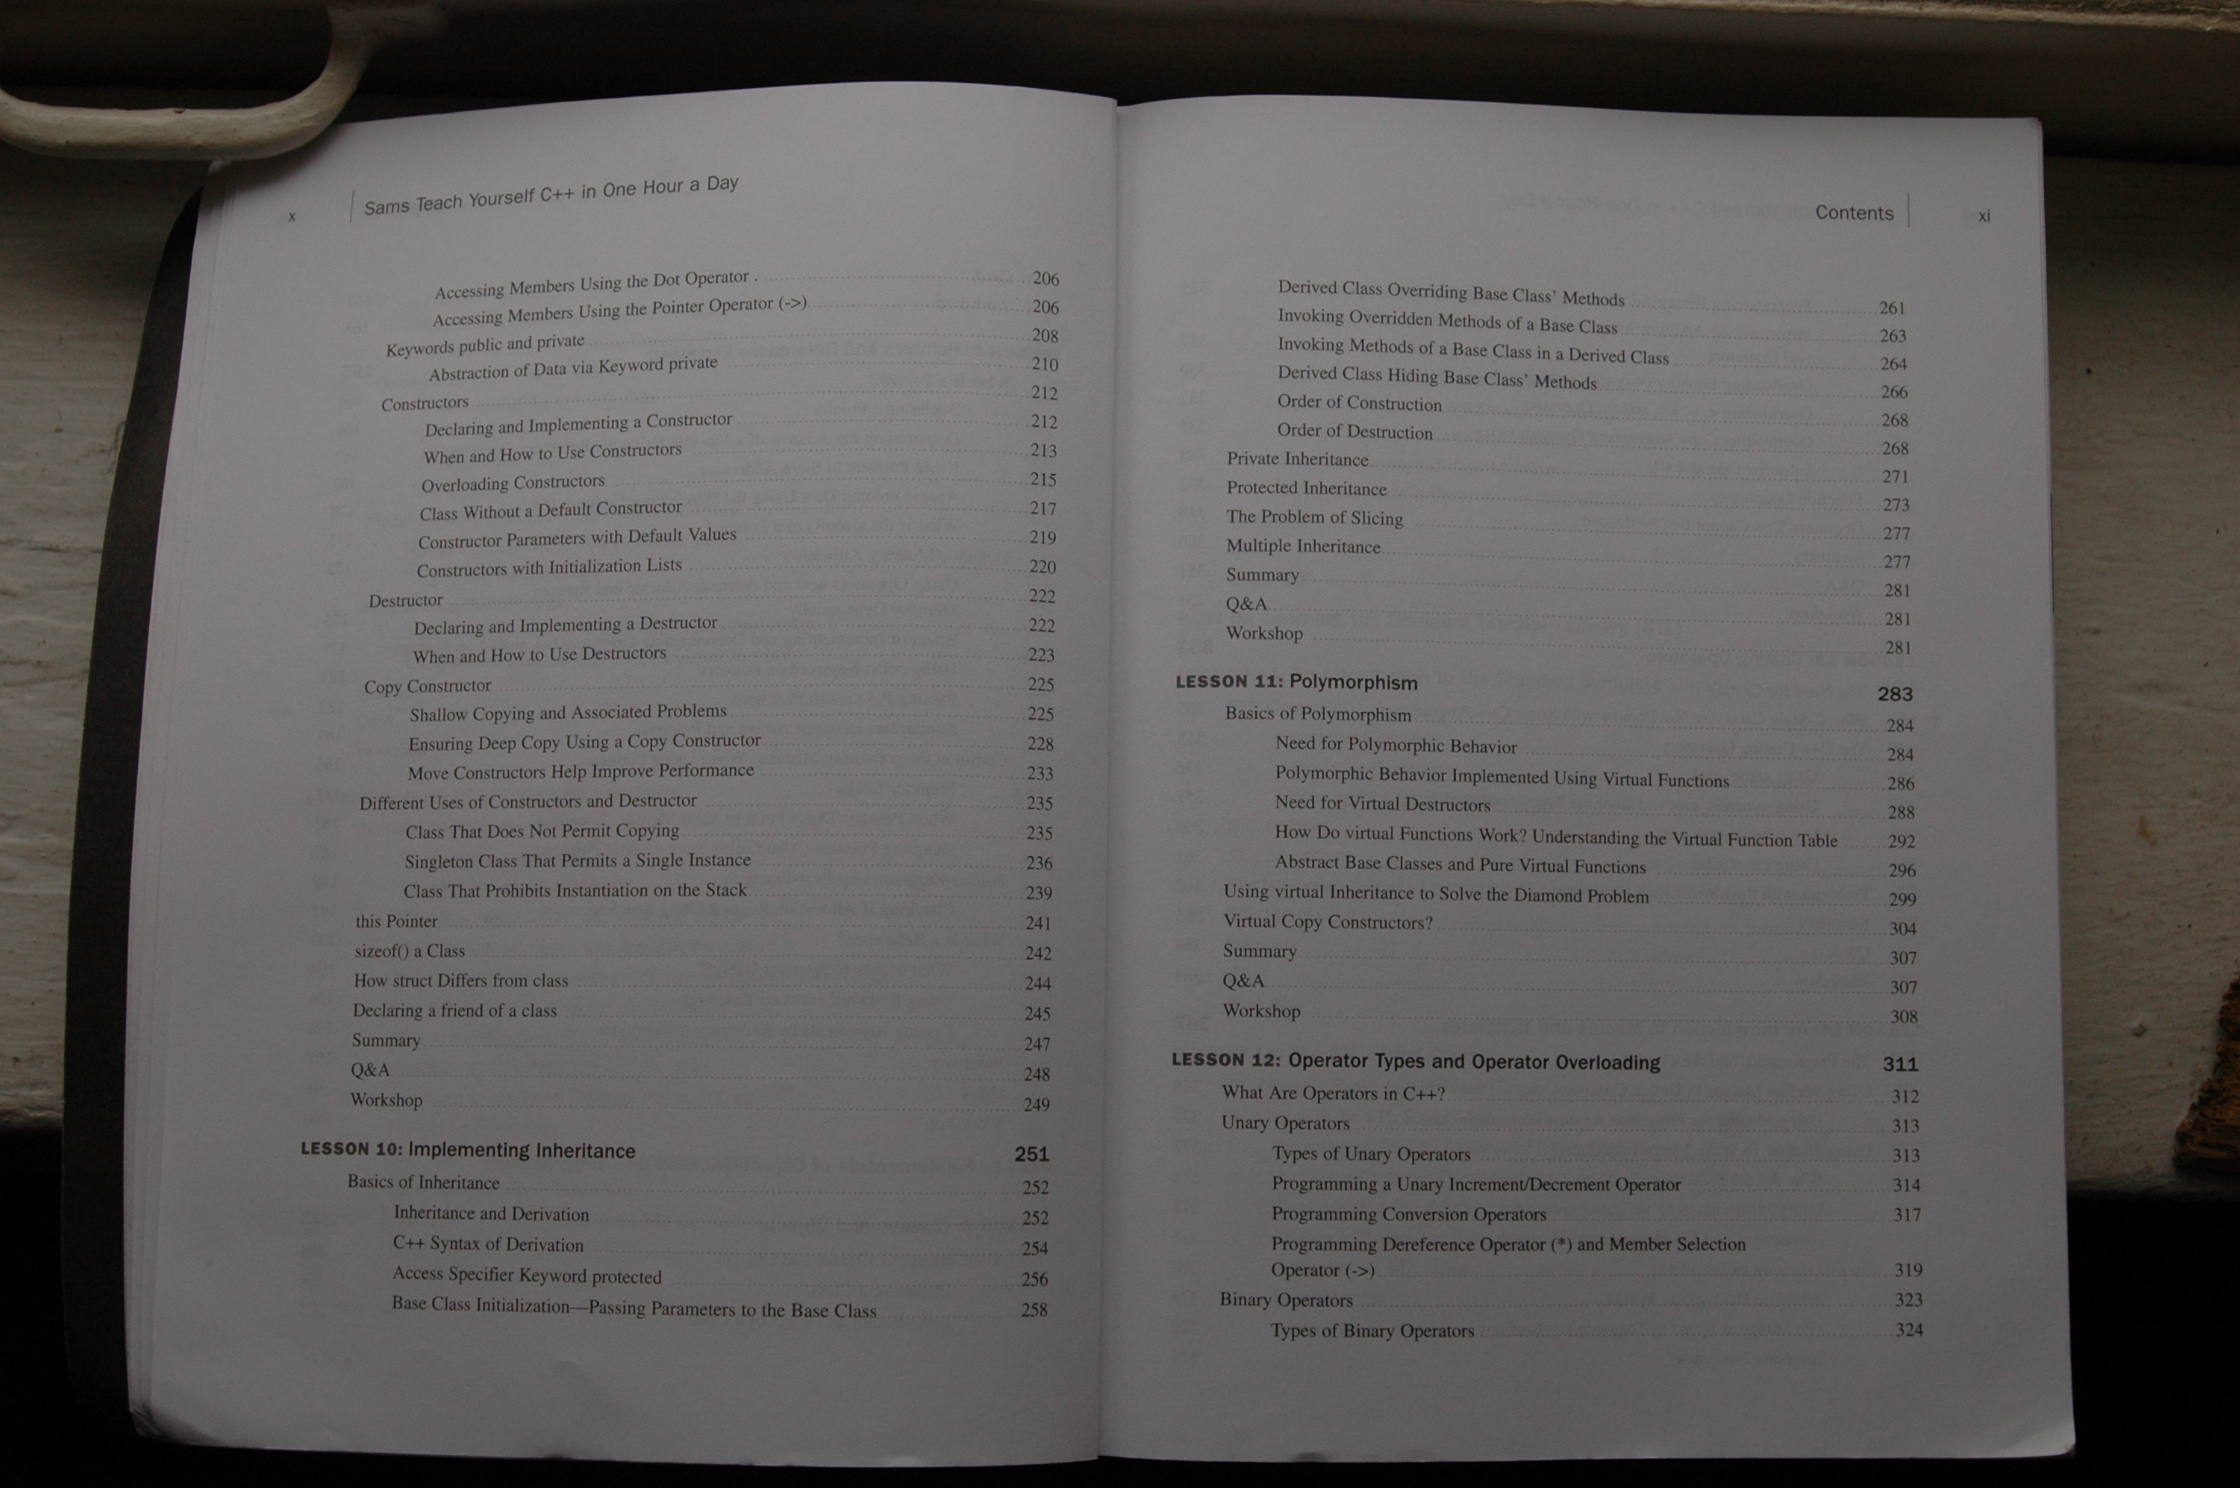 x
Sams Teach Yourself C++ in One Hour a Day
Accessing Members Using the Dot Operator . 206
Accessing Members Using the Pointer Operator (->) 206
Keywords public and private 208
Abstraction of Data via Keyword private 210
Constructors 212
Declaring and Implementing a Constructor 212
When and How to Use Constructors 213
Overloading Constructors 215
Class Without a Default Constructor 217
Constructor Parameters with Default Values 219
Constructors with Initialization Lists 220
Destructor 222
Declaring and Implementing a Destructor 222
When and How to Use Destructors 223
Copy Constructor 225
Shallow Copying and Associated Problems 225
Ensuring Deep Copy Using a Copy Constructor 228
Move Constructors Help Improve Performance 233
Different Uses of Constructors and Destructor 235
Class That Does Not Permit Copying 235
Singleton Class That Permits a Single Instance 236
Class That Prohibits Instantiation on the Stack 239
this Pointer 241
sizeof() a Class 242
How struct Differs from class 244
Declaring a friend of a class 245
Summary 247
Q&A 248
Workshop 249
LESSON 10: Implementing Inheritance 251
Basics of Inheritance 252
Inheritance and Derivation 252
C++ Syntax of Derivation 254
Access Specifier Keyword protected 256
Base Class Initialization—Passing Parameters to the Base Class 258
Contents
xi
Derived Class Overriding Base Class' Methods 261
Invoking Overridden Methods of a Base Class 263
Invoking Methods of a Base Class in a Derived Class 264
Derived Class Hiding Base Class' Methods 266
Order of Construction 268
Order of Destruction 268
Private Inheritance 271
Protected Inheritance 273
The Problem of Slicing 277
Multiple Inheritance 277
Summary 281
Q&A 281
Workshop 281
LESSON 11: Polymorphism 283
Basics of Polymorphism 284
Need for Polymorphic Behavior 284
Polymorphic Behavior Implemented Using Virtual Functions 286
Need for Virtual Destructors 288
How Do virtual Functions Work? Understanding the Virtual Function Table 292
Abstract Base Classes and Pure Virtual Functions 296
Using virtual Inheritance to Solve the Diamond Problem 299
Virtual Copy Constructors? 304
Summary 307
Q&A 307
Workshop 308
LESSON 12: Operator Types and Operator Overloading 311
What Are Operators in C++? 312
Unary Operators 313
Types of Unary Operators 313
Programming a Unary Increment/Decrement Operator 314
Programming Conversion Operators 317
Programming Dereference Operator (*) and Member Selection
Operator (->) 319
Binary Operators 323
Types of Binary Operators 324